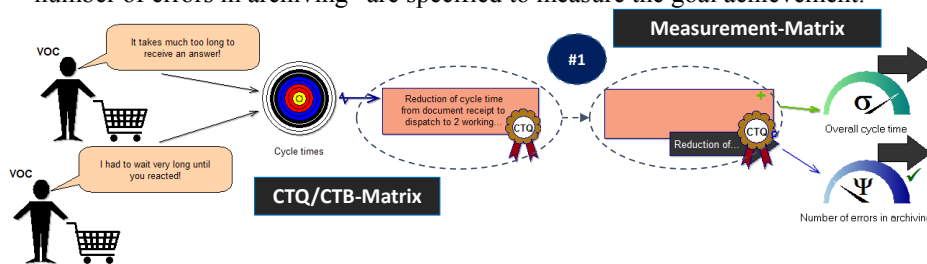 number of errors in archiving" are specified to measure the goal achievement.
Measurement-Matrix
VOC
It takes much too long to
receive an answer!
#1
Reduction of cycle time
from document receipt to
dispatch to 2 working...
CTQ
Cycle times
+
CTQ
Reduction of...
σ
Overall cycle time
VOC
I had to wait very long until
you reacted!
CTQ/CTB-Matrix
Ψ
Number of errors in archiving